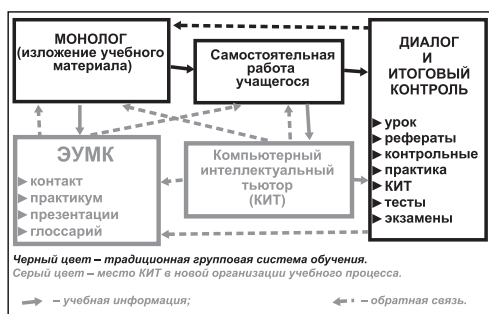 МОНОЛОГ
(изложение учебного
материала)
Самостоятельная
работа
учащегося
ДИАЛОГ
И
ИТОГОВЫЙ
КОНТРОЛЬ
урок
рефераты
контрольные
практика
КИТ
тесты
экзамены
ЭУМК
контакт
практикум
презентации
глоссарий
Компьютерный
интеллектуальный
тьютор
(КИТ)
Черный цвет – традиционная групповая система обучения.
Серый цвет – место КИТ в новой организации учебного процесса.
– учебная информация;
– обратная связь.